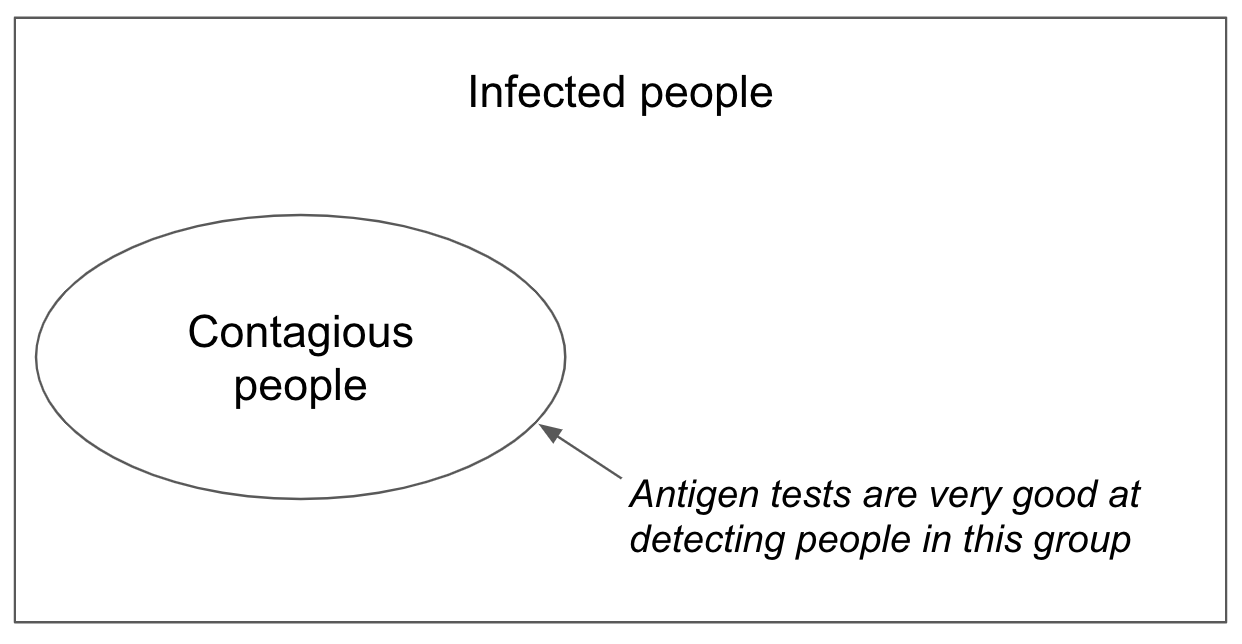 Infected people
Contagious
people
Antigen tests are very good at
detecting people in this group